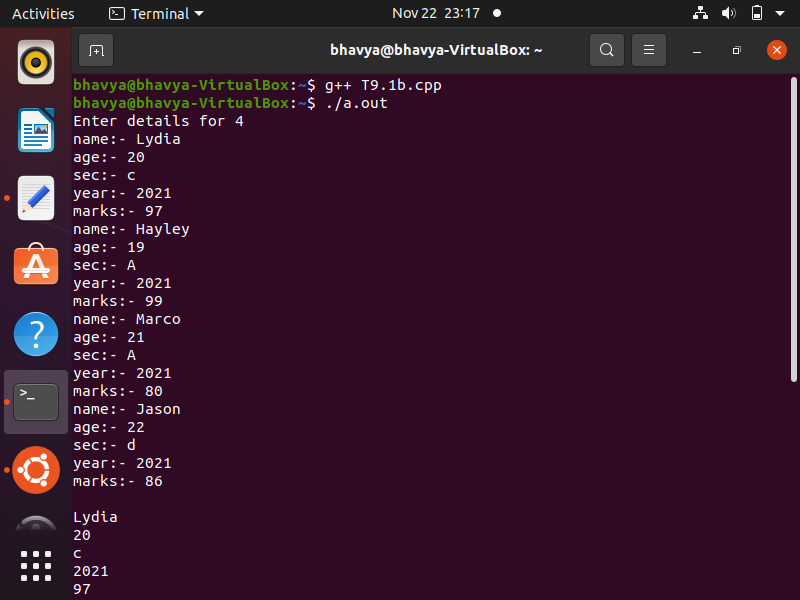 Activities Terminal Nov 22 23:17
bhavya@bhavya-VirtualBox: ~
bhavya@bhavya-VirtualBox:~$ g++ T9.1b.cpp
bhavya@bhavya-VirtualBox:~$ ./a.out
Enter details for 4
name:- Lydia
age:- 20
sec:- c
year:- 2021
marks:- 97
name:- Hayley
age:- 19
sec:- A
year:- 2021
marks:- 99
name:- Marco
age:- 21
sec:- A
year:- 2021
marks:- 80
name:- Jason
age:- 22
sec:- d
year:- 2021
marks:- 86
Lydia
20
c
2021
97